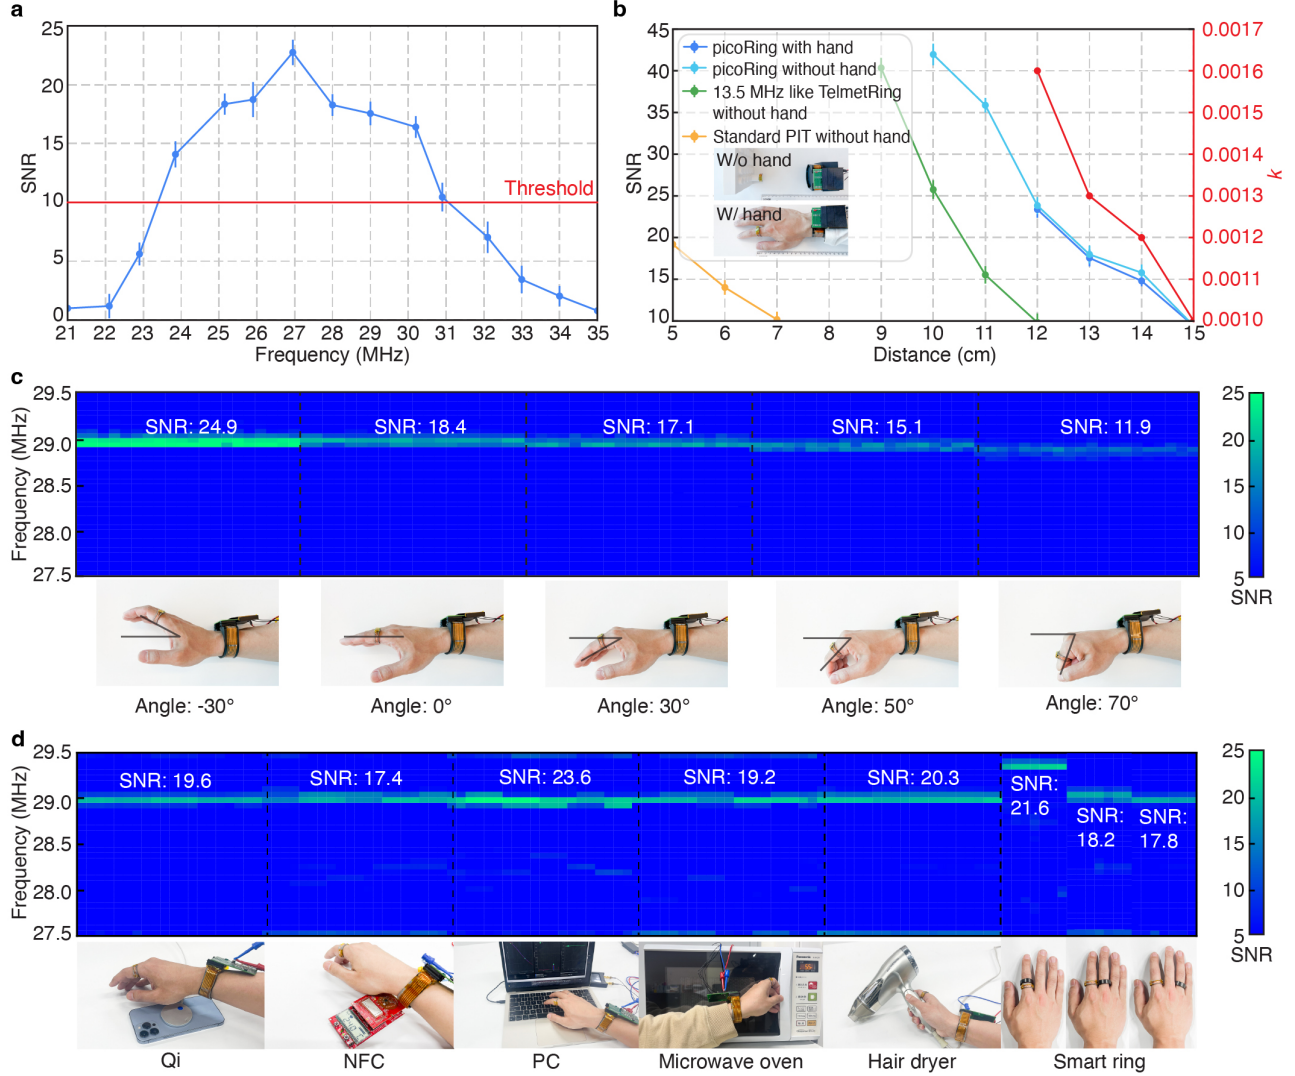 a
25
20
15
10
5
0
SNR
Threshold
21 22 23 24 25 26 27 28 29 30 31 32 33 34 35
Frequency (MHz)
b
45
40
35
30
25
20
15
10
SNR
picoRing with hand
picoRing without hand
13.5 MHz like TelmetRing
without hand
Standard PIT without hand
W/o hand
W/ hand
0.0017
0.0016
0.0015
0.0014
0.0013
0.0012
0.0011
0.0010
k
5 6 7 8 9 10 11 12 13 14 15
Distance (cm)
c
29.5
29.0
28.5
28.0
27.5
Frequency (MHz)
SNR: 24.9 SNR: 18.4 SNR: 17.1 SNR: 15.1 SNR: 11.9
25
20
15
10
5
SNR
Angle: -30° Angle: 0° Angle: 30° Angle: 50° Angle: 70°
d
29.5
29.0
28.5
28.0
27.5
Frequency (MHz)
SNR: 19.6 SNR: 17.4 SNR: 23.6 SNR: 19.2 SNR: 20.3
SNR:
21.6
SNR:
18.2
SNR:
17.8
25
20
15
10
5
SNR
Qi NFC PC Microwave oven Hair dryer Smart ring